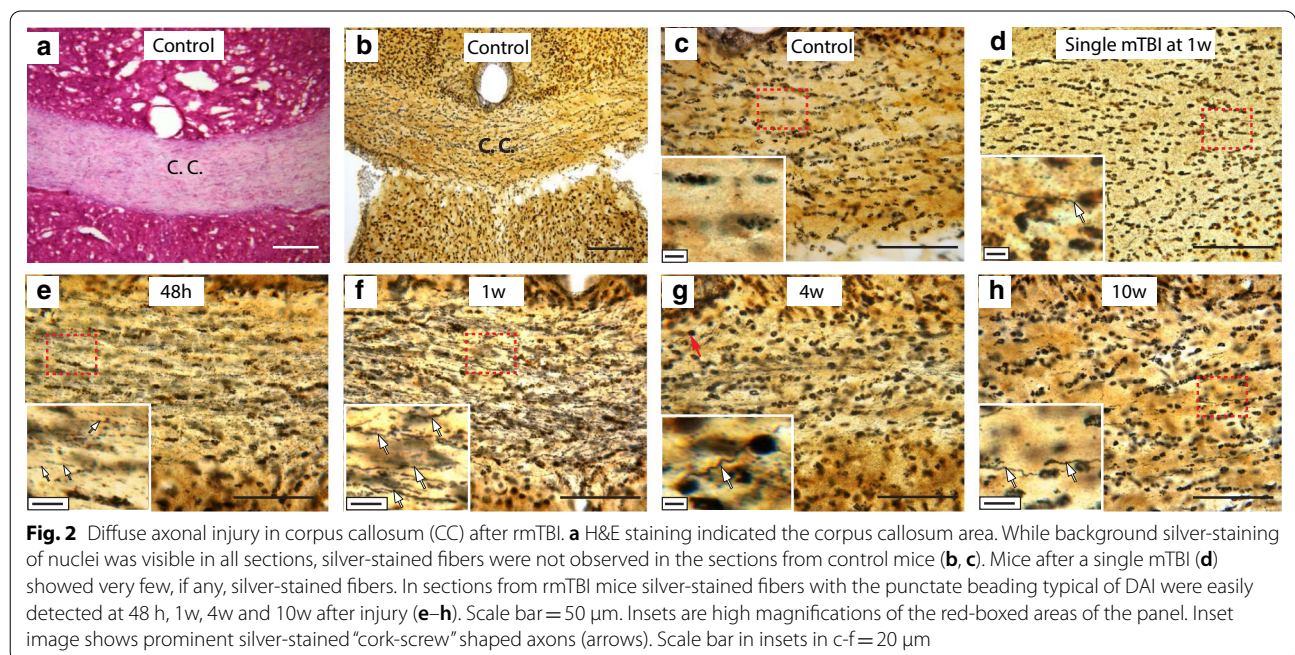 a Control
b Control
c Control
d Single mTBI at 1w
C. C.
C. C.
e 48h
f 1w
g 4w
h 10w
Fig. 2 Diffuse axonal injury in corpus callosum (CC) after rmTBI. a H&E staining indicated the corpus callosum area. While background silver-staining
of nuclei was visible in all sections, silver-stained fibers were not observed in the sections from control mice (b, c). Mice after a single mTBI (d)
showed very few, if any, silver-stained fibers. In sections from rmTBI mice silver-stained fibers with the punctate beading typical of DAI were easily
detected at 48 h, 1w, 4w and 10w after injury (e–h). Scale bar = 50 µm. Insets are high magnifications of the red-boxed areas of the panel. Inset
image shows prominent silver-stained "cork-screw" shaped axons (arrows). Scale bar in insets in c-f = 20 µm